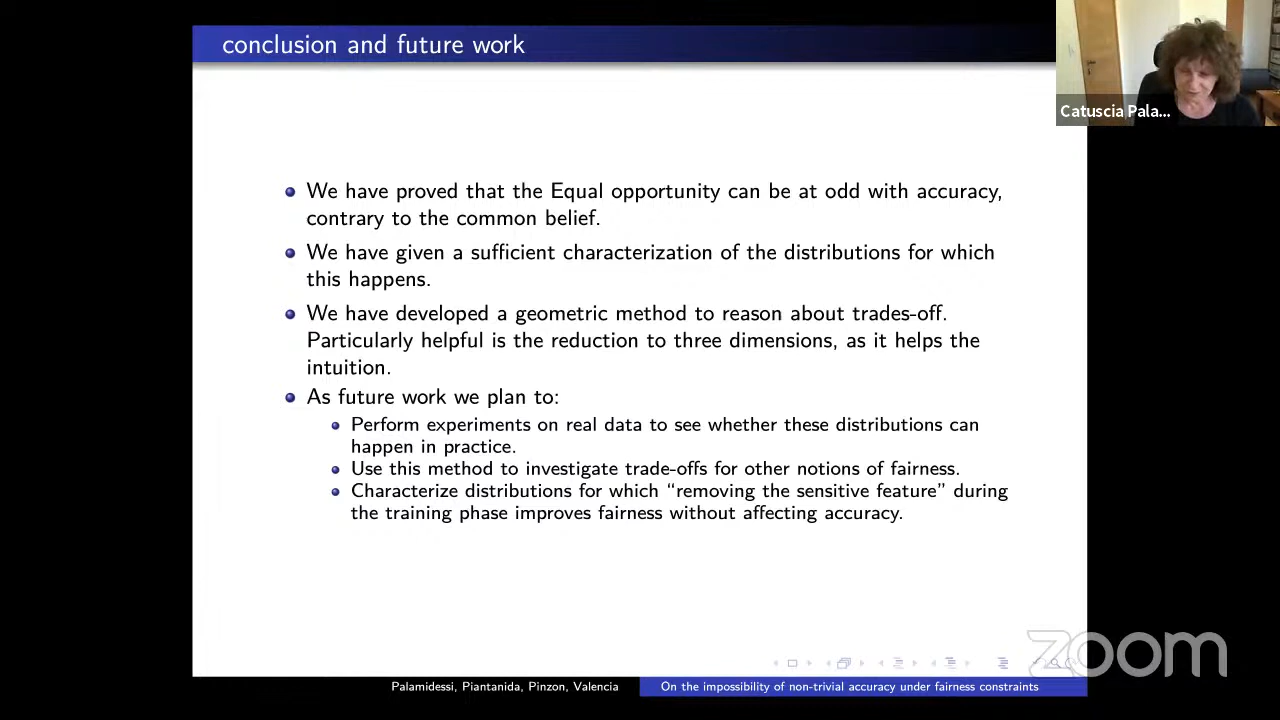 conclusion and future work
Catuscia Pala...
We have proved that the Equal opportunity can be at odd with accuracy,
contrary to the common belief.
We have given a sufficient characterization of the distributions for which
this happens.
We have developed a geometric method to reason about trades-off.
Particularly helpful is the reduction to three dimensions, as it helps the
intuition.
As future work we plan to:
Perform experiments on real data to see whether these distributions can
happen in practice.
Use this method to investigate trade-offs for other notions of fairness.
Characterize distributions for which “removing the sensitive feature” during
the training phase improves fairness without affecting accuracy.
zoom
Palamidessi, Piantanida, Pinzon, Valencia
On the impossibility of non-trivial accuracy under fairness constraints